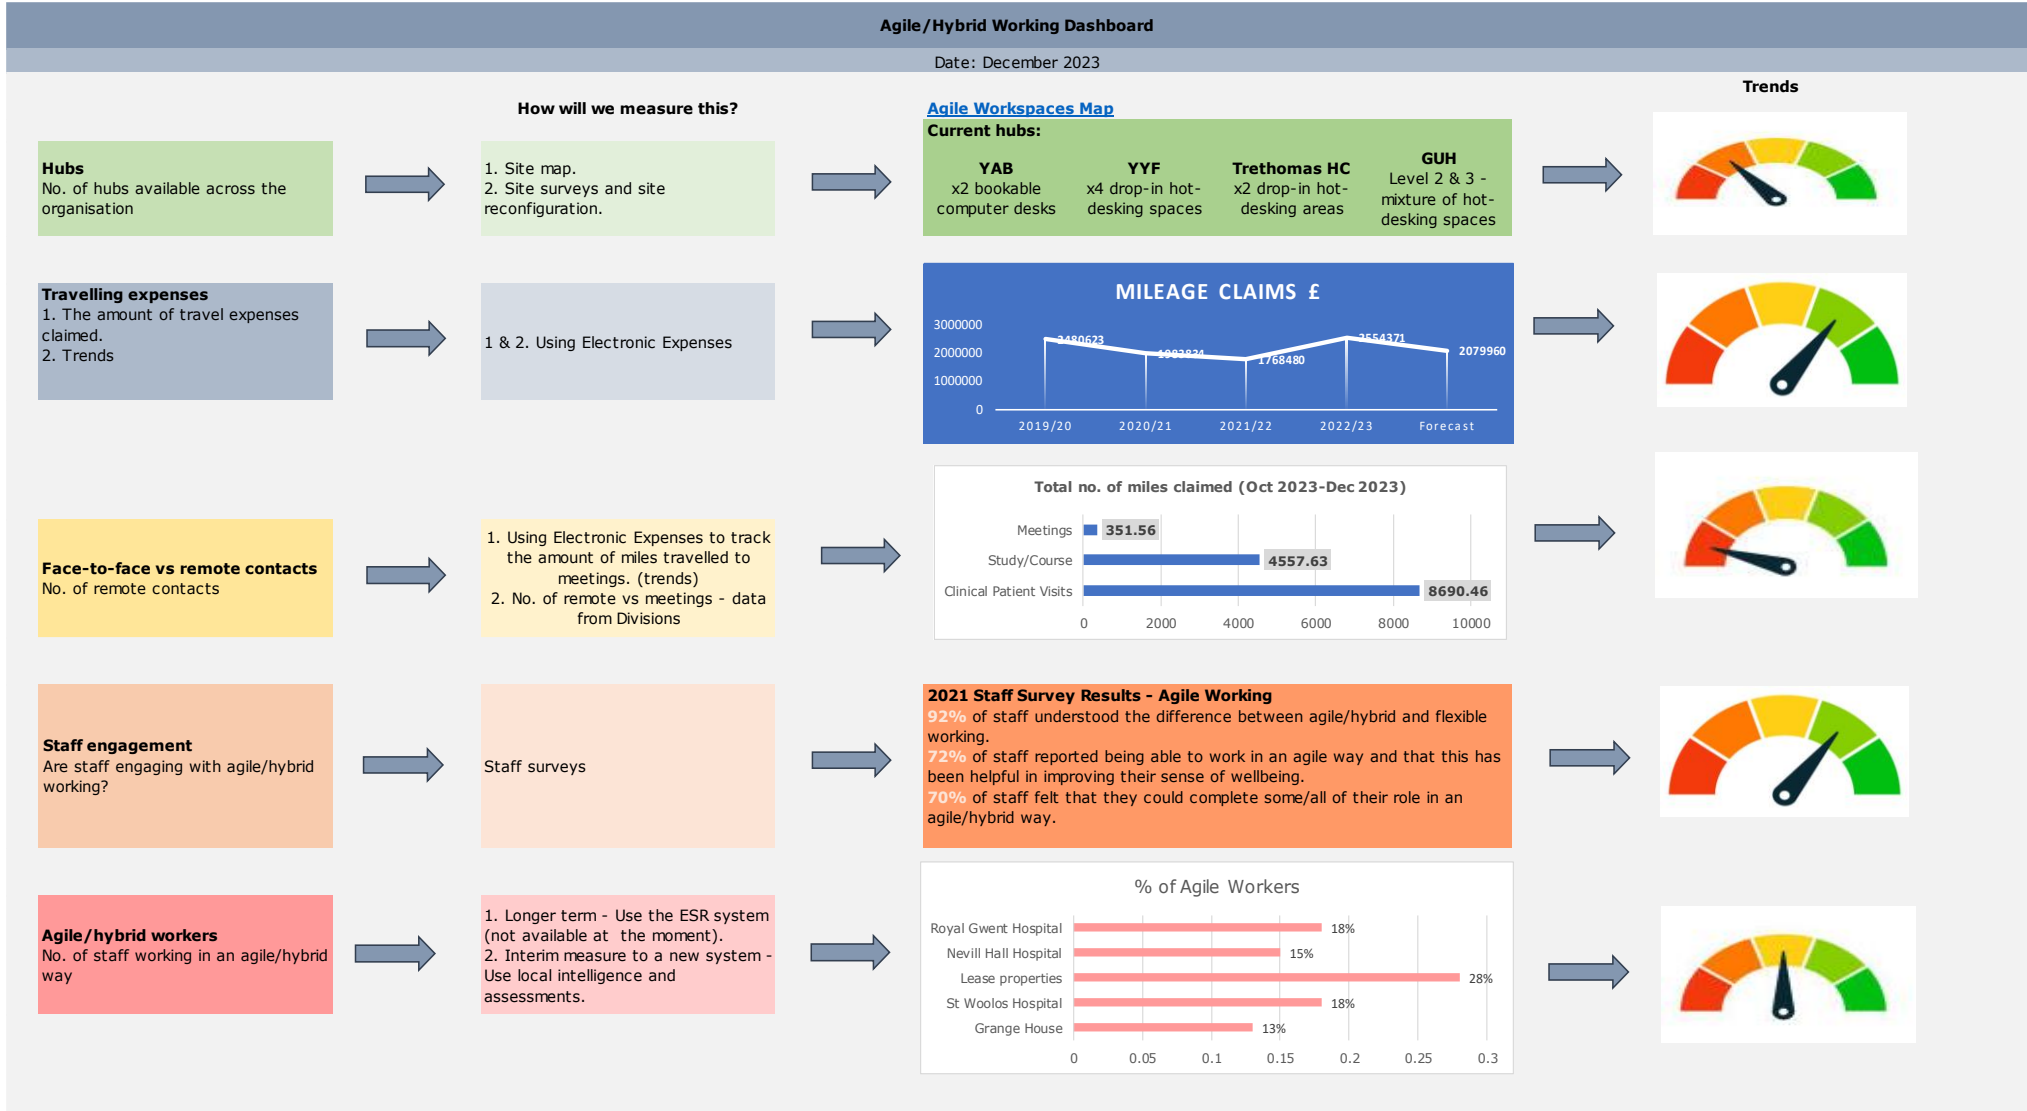 Agile/Hybrid Working Dashboard
Date: December 2023
Trends
How will we measure this?
Agile Workspaces Map
Hubs
No. of hubs available across the
organisation
1. Site map.
2. Site surveys and site
reconfiguration.
Current hubs:
YAB
x2 bookable
computer desks
YYF
x4 drop-in hot-
desking spaces
Trethomas HC
x2 drop-in hot-
desking areas
GUH
Level 2 & 3 -
mixture of hot-
desking spaces
Travelling expenses
1. The amount of travel expenses
claimed.
2. Trends
1 & 2. Using Electronic Expenses
MILEAGE CLAIMS £
3000000
2000000
1000000
0
2480623
1768480
2554371
2079960
2019/20
2020/21
2021/22
2022/23
Forecast
Face-to-face vs remote contacts
No. of remote contacts
1. Using Electronic Expenses to track
the amount of miles travelled to
meetings. (trends)
2. No. of remote vs meetings - data
from Divisions
Total no. of miles claimed (Oct 2023-Dec 2023)
Meetings
351.56
Study/Course
4557.63
Clinical Patient Visits
8690.46
0
2000
4000
6000
8000
10000
Staff engagement
Are staff engaging with agile/hybrid
working?
Staff surveys
2021 Staff Survey Results - Agile Working
92% of staff understood the difference between agile/hybrid and flexible
working.
72% of staff reported being able to work in an agile way and that this has
been helpful in improving their sense of wellbeing.
70% of staff felt that they could complete some/all of their role in an
agile/hybrid way.
Agile/hybrid workers
No. of staff working in an agile/hybrid
way
1. Longer term - Use the ESR system
(not available at the moment).
2. Interim measure to a new system -
Use local intelligence and
assessments.
% of Agile Workers
Royal Gwent Hospital
18%
Nevill Hall Hospital
15%
Lease properties
28%
St Woolos Hospital
18%
Grange House
13%
0
0.05
0.1
0.15
0.2
0.25
0.3